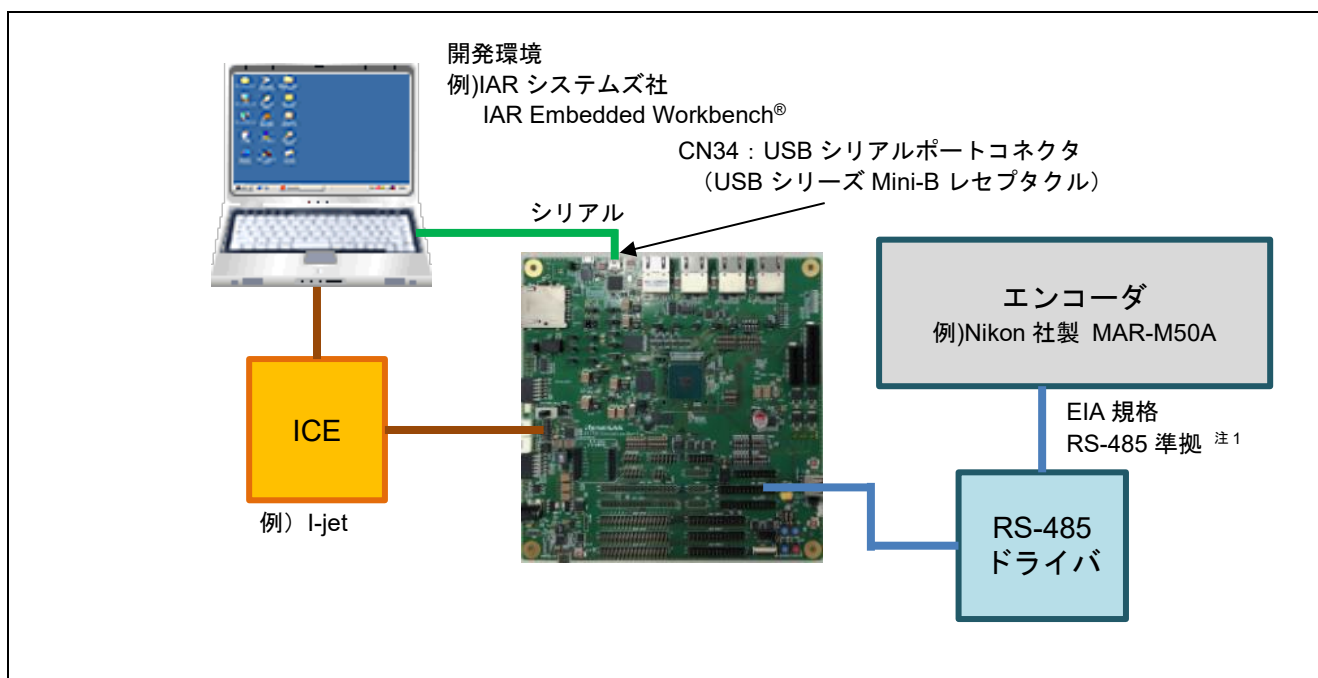 開発環境
例)IAR システムズ社
IAR Embedded Workbench®
CN34：USB シリアルポートコネクタ
（USB シリーズ Mini-B レセプタクル）
シリアル
エンコーダ
例)Nikon 社製 MAR-M50A
EIA 規格
RS-485 準拠 注 1
ICE
例）I-jet
RS-485
ドライバ